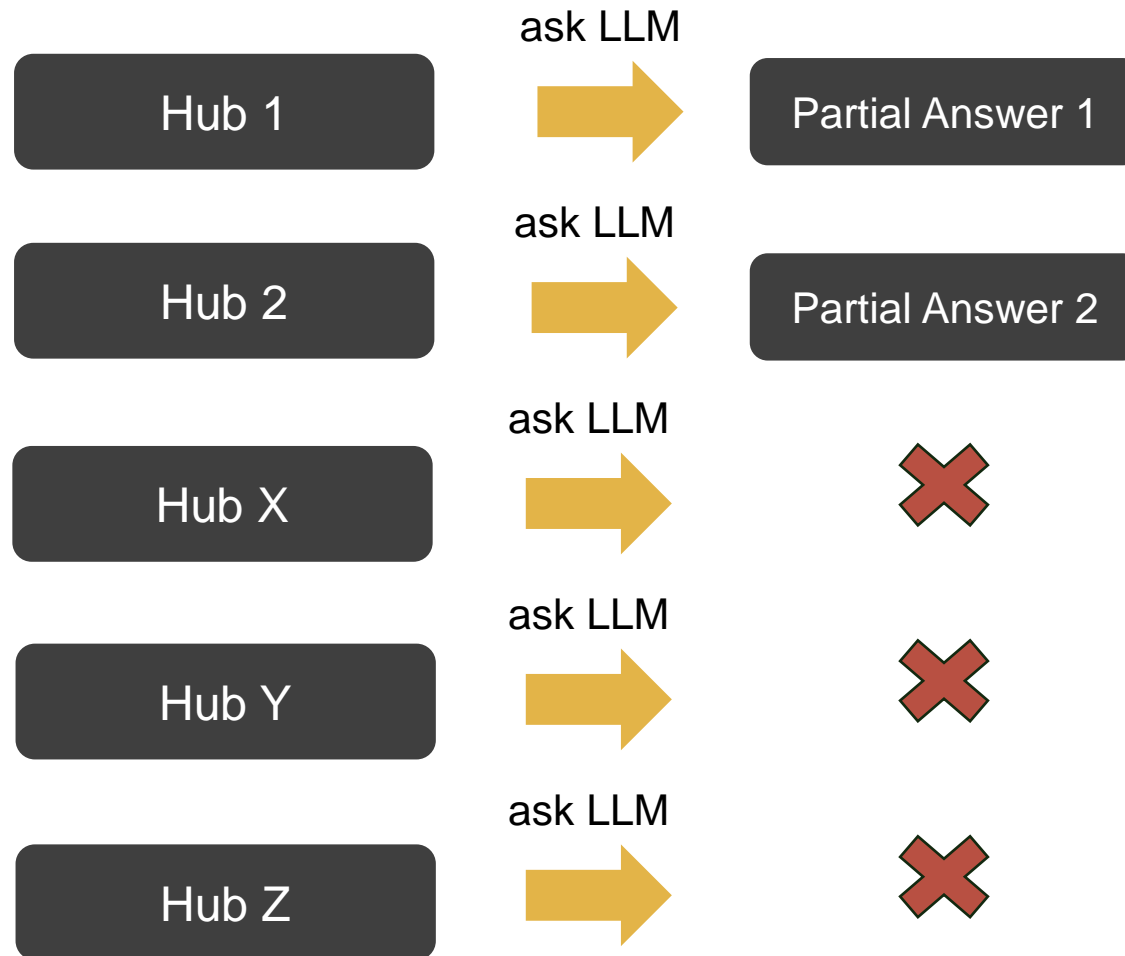 ask LLM
Hub 1
Partial Answer 1
ask LLM
Hub 2
Partial Answer 2
ask LLM
Hub X
ask LLM
Hub Y
ask LLM
Hub Z